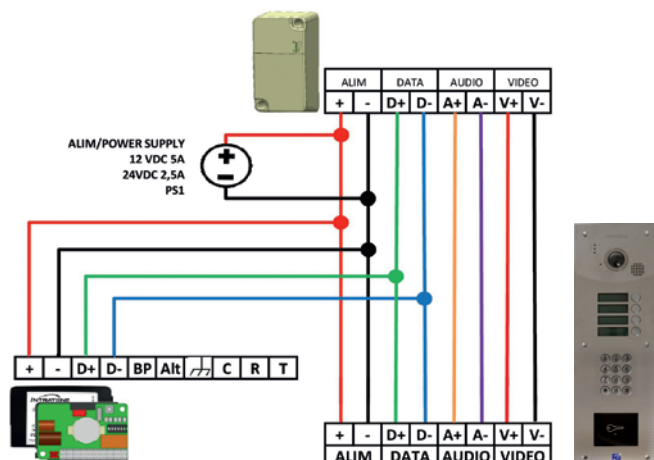 ALIM DATA AUDIO VIDEO
+ - D+ D- A+ A- V+ V-
ALIM/POWER SUPPLY
12 VDC 5A
24VDC 2,5A
PS1
+
-
+ - D+ D- BP Alt C R T
INTRATONE
+ - D+ D- A+ A- V+ V-
ALIM DATA AUDIO VIDEO